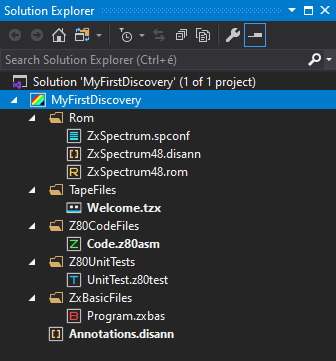 Solution Explorer
Search Solution Explorer (Ctrl+é)
Solution 'MyFirstDiscovery' (1 of 1 project)
MyFirstDiscovery
Rom
ZxSpectrum.spconf
ZxSpectrum48.disann
ZxSpectrum48.rom
TapeFiles
Welcome.tzx
Z80CodeFiles
Code.z80asm
Z80UnitTests
UnitTest.z80test
ZxBasicFiles
Program.zxbas
Annotations.disann